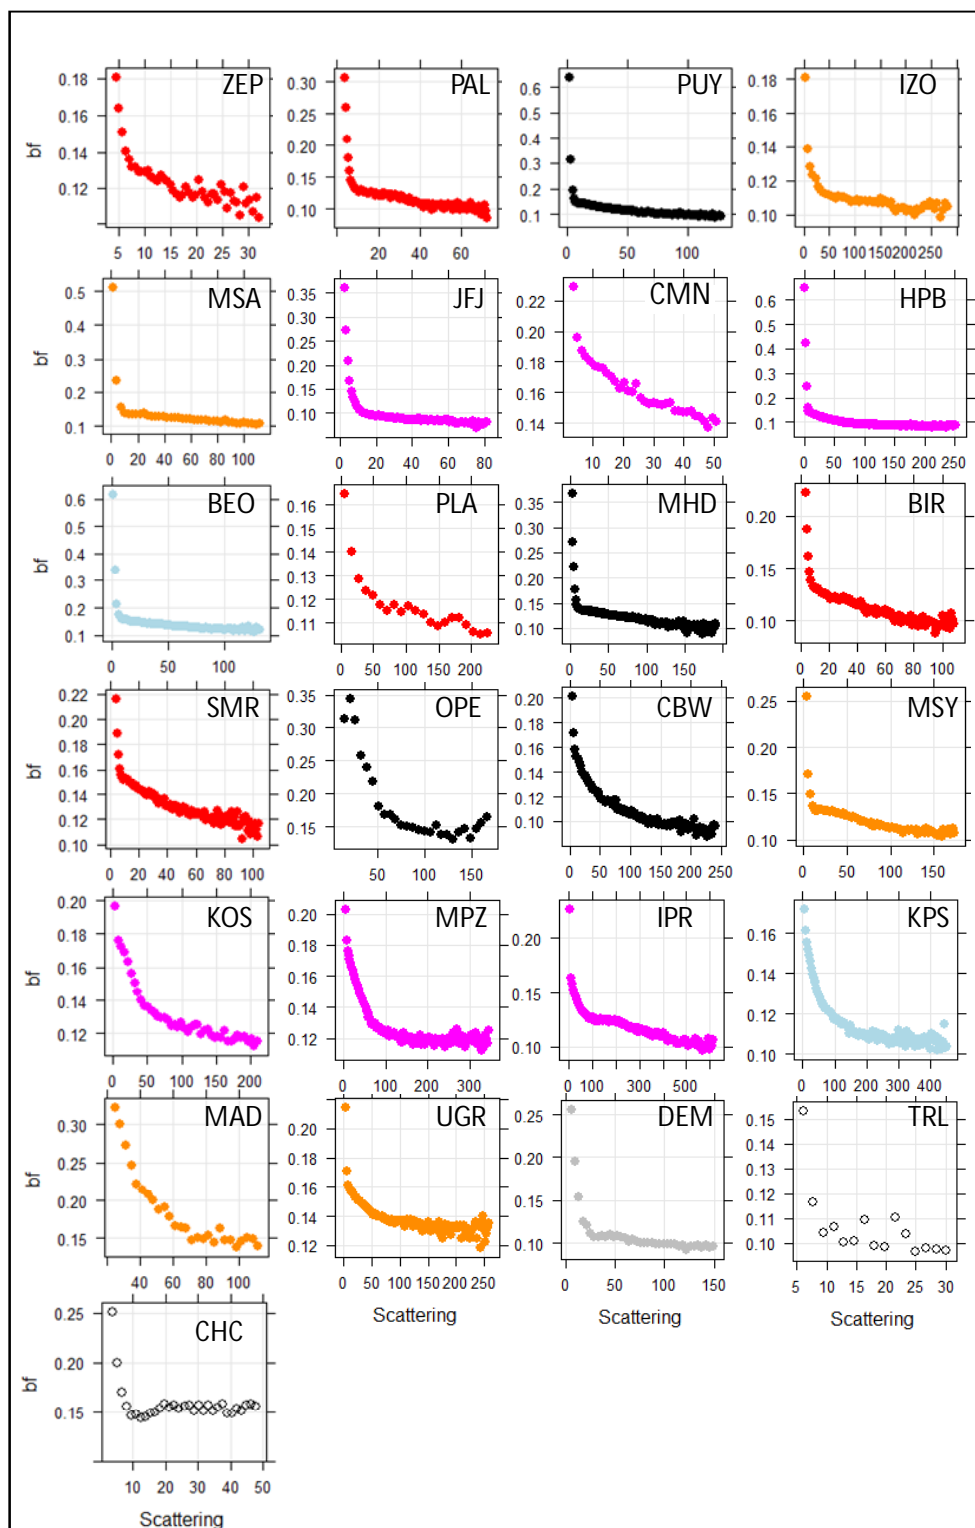 bf
0.18
0.16
0.14
0.12
ZEP
5 10 15 20 25 30
0.30
0.25
0.20
0.15
0.10
PAL
20 40 60
0.6
0.5
0.4
0.3
0.2
0.1
PUY
0 50 100
0.18
0.16
0.14
0.12
0.10
IZO
0 50 100 150 200 250
bf
0.5
0.4
0.3
0.2
0.1
MSA
0 20 40 60 80 100
0.35
0.30
0.25
0.20
0.15
0.10
JFJ
0 20 40 60 80
0.22
0.20
0.18
0.16
0.14
CMN
10 20 30 40 50
0.6
0.5
0.4
0.3
0.2
0.1
HPB
0 50 100 150 200 250
bf
0.6
0.5
0.4
0.3
0.2
0.1
BEO
0 50 100
0.16
0.15
0.14
0.13
0.12
0.11
PLA
0 50 100 150 200
0.35
0.30
0.25
0.20
0.15
0.10
MHD
0 50 100 150
0.20
0.15
0.10
BIR
0 20 40 60 80 100
bf
0.22
0.20
0.18
0.16
0.14
0.12
0.10
SMR
0 20 40 60 80 100
0.35
0.30
0.25
0.20
0.15
OPE
50 100 150
0.20
0.18
0.16
0.14
0.12
0.10
CBW
0 50 100 150 200 250
0.25
0.20
0.15
0.10
MSY
0 50 100 150
bf
0.20
0.18
0.16
0.14
0.12
KOS
0 50 100 150 200
0.20
0.18
0.16
0.14
0.12
MPZ
0 100 200 300
0.20
0.15
0.10
IPR
0 100 300 500
0.16
0.14
0.12
0.10
KPS
0 100 200 300 400
bf
0.30
0.25
0.20
0.15
MAD
40 60 80 100
0.20
0.18
0.16
0.14
0.12
UGR
0 50 100 150 200 250
Scattering
0.25
0.20
0.15
0.10
DEM
0 50 100 150
Scattering
0.15
0.14
0.13
0.12
0.11
0.10
TRL
5 10 15 20 25 30
Scattering
bf
0.25
0.20
0.15
CHC
10 20 30 40 50
Scattering